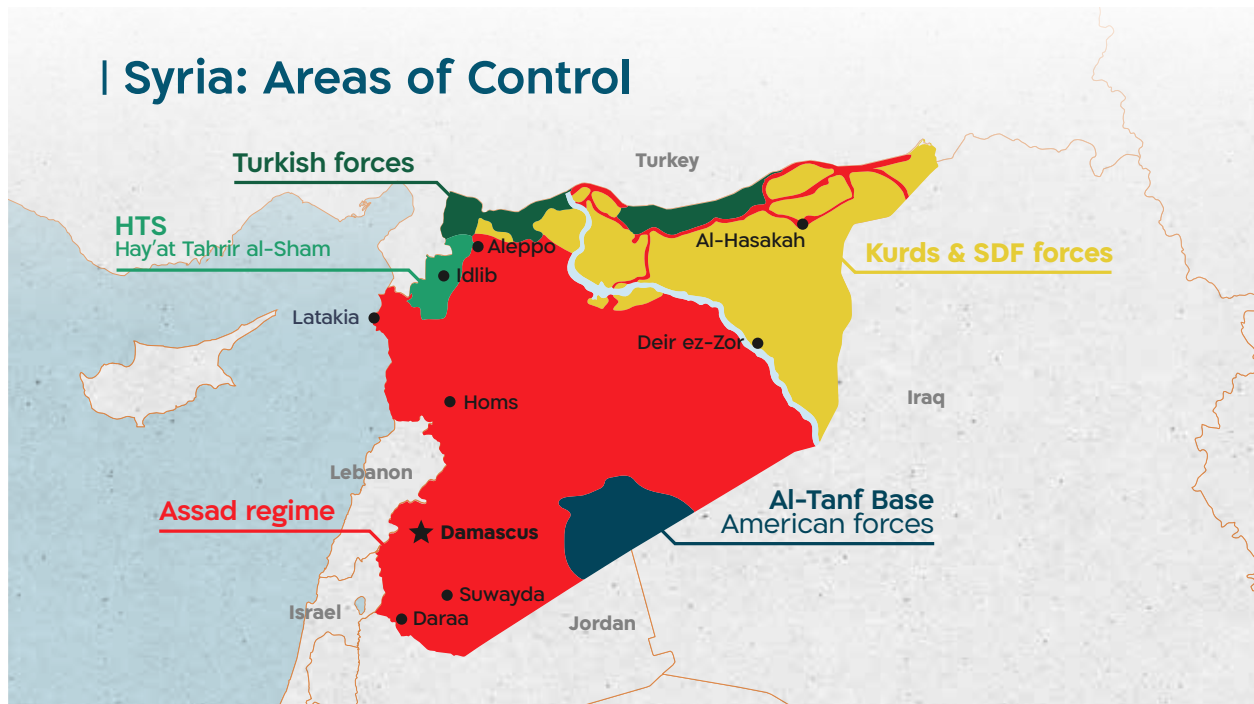 | Syria: Areas of Control
Turkish forces
Turkey
HTS
Hay'at Tahrir al-Sham
Aleppo
Al-Hasakah
Kurds & SDF forces
Idlib
Latakia
Deir ez-Zor
Homs
Iraq
Lebanon
Al-Tanf Base
American forces
Assad regime
Damascus
Suwayda
Israel
Daraa
Jordan